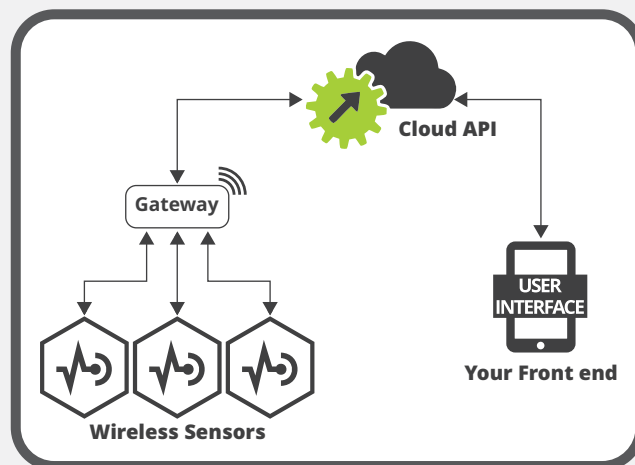 Cloud API
Gateway
USER
INTERFACE
Your Front end
Wireless Sensors